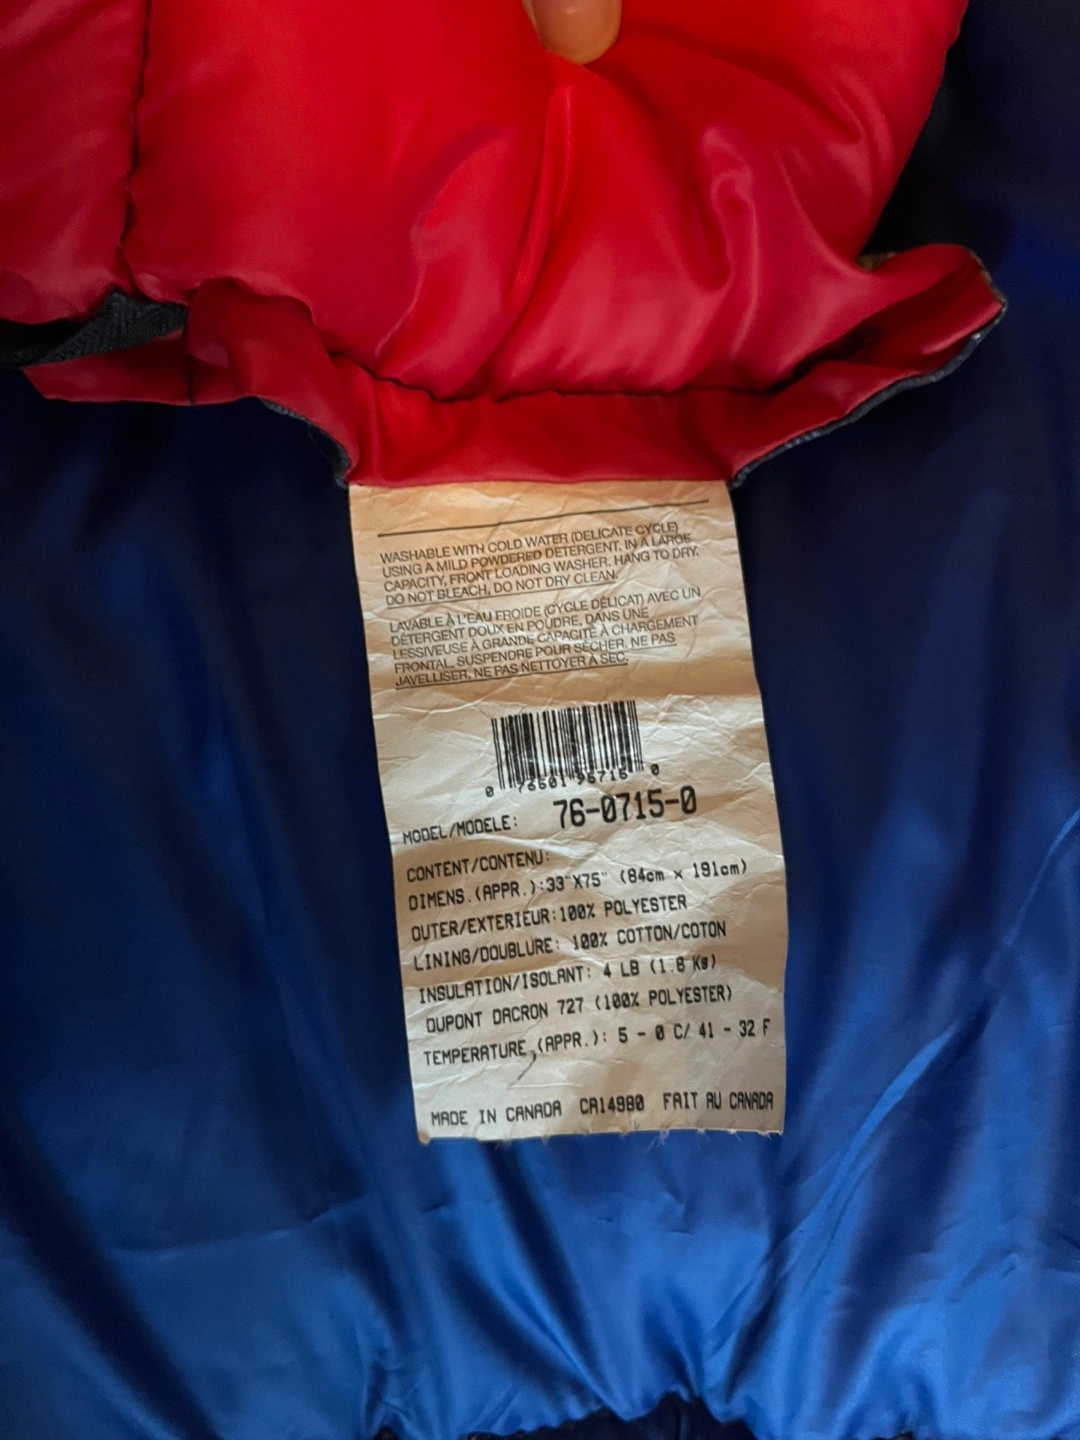 WASHABLE WITH COLD WATER (DELICATE CYCLE)
USING A MILD POWDERED DETERGENT, IN A LARGE
CAPACITY, FRONT LOADING WASHER. HANG TO DRY.
DO NOT BLEACH, DO NOT DRY CLEAN.
LAVABLE À L'EAU FROIDE (CYCLE DÉLICAT) AVEC UN
DÉTERGENT DOUX EN POUDRE, DANS UNE
LESSIVEUSE À GRANDE CAPACITÉ À CHARGEMENT
FRONTAL, SUSPENDRE POUR SÉCHER, NE PAS
JAVELLISER, NE PAS NETTOYER À SEC.
0 0
MODEL/MODELE: 76-0715-0
CONTENT/CONTENU:
DIMENS.(APPR.):33"X75" (84cm x 191cm)
OUTER/EXTERIEUR:100% POLYESTER
LINING/DOUBLURE: 100% COTTON/COTON
INSULATION/ISOLANT: 4 LB (1.8 Kg)
DUPONT DACRON 727 (100% POLYESTER)
TEMPERATURE (APPR.): 5 - 0 C/ 41 - 32 F
MADE IN CANADA CA14980 FAIT AU CANADA